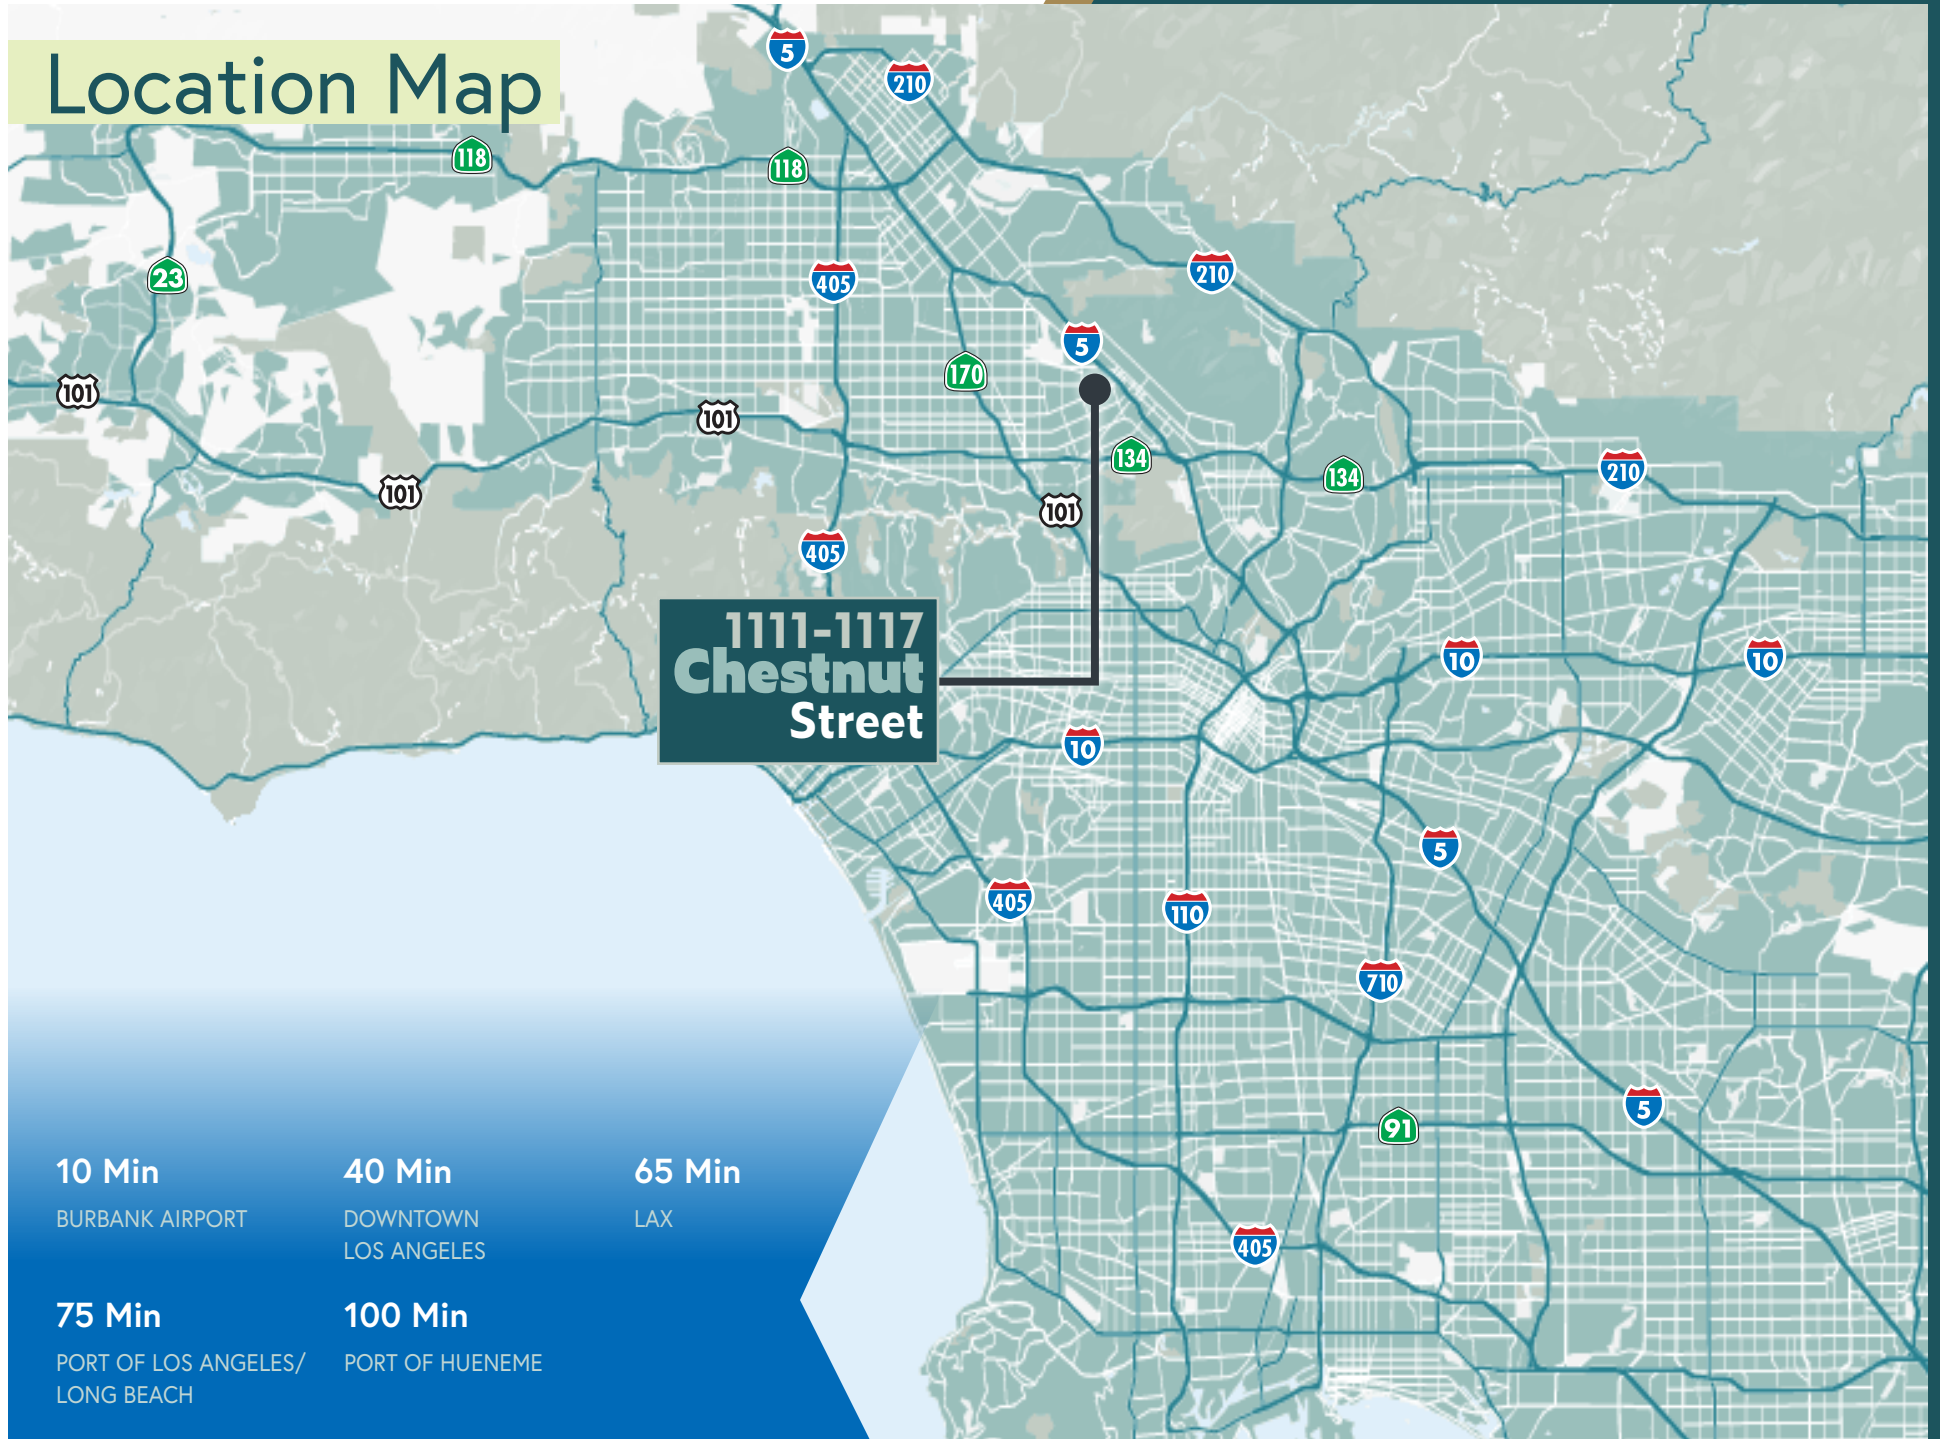 Location Map
5
210
118
118
23
405
210
5
170
101
101
134
134
210
101
101
405
1111-1117
Chestnut
Street
10
10
10
5
405
110
710
5
91
405
10 Min
BURBANK AIRPORT
40 Min
DOWNTOWN
LOS ANGELES
65 Min
LAX
75 Min
PORT OF LOS ANGELES/
LONG BEACH
100 Min
PORT OF HUENEME